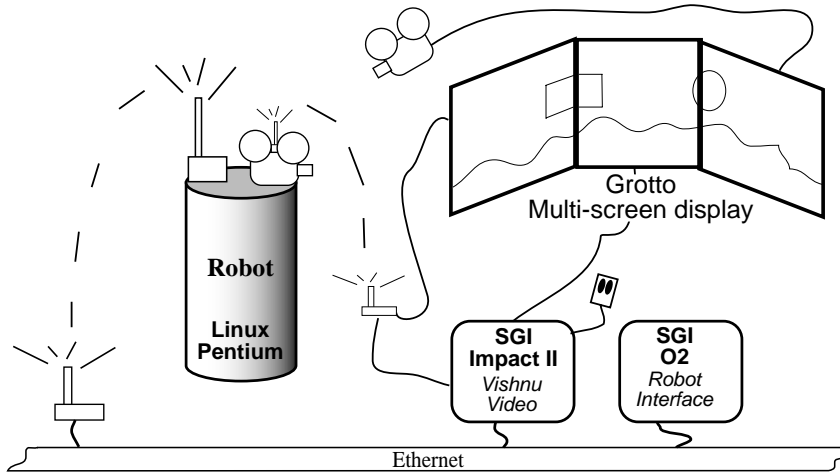 Grotto
Multi-screen display
Robot
Linux
Pentium
SGI
Impact II
Vishnu
Video
SGI
O2
Robot
Interface
Ethernet